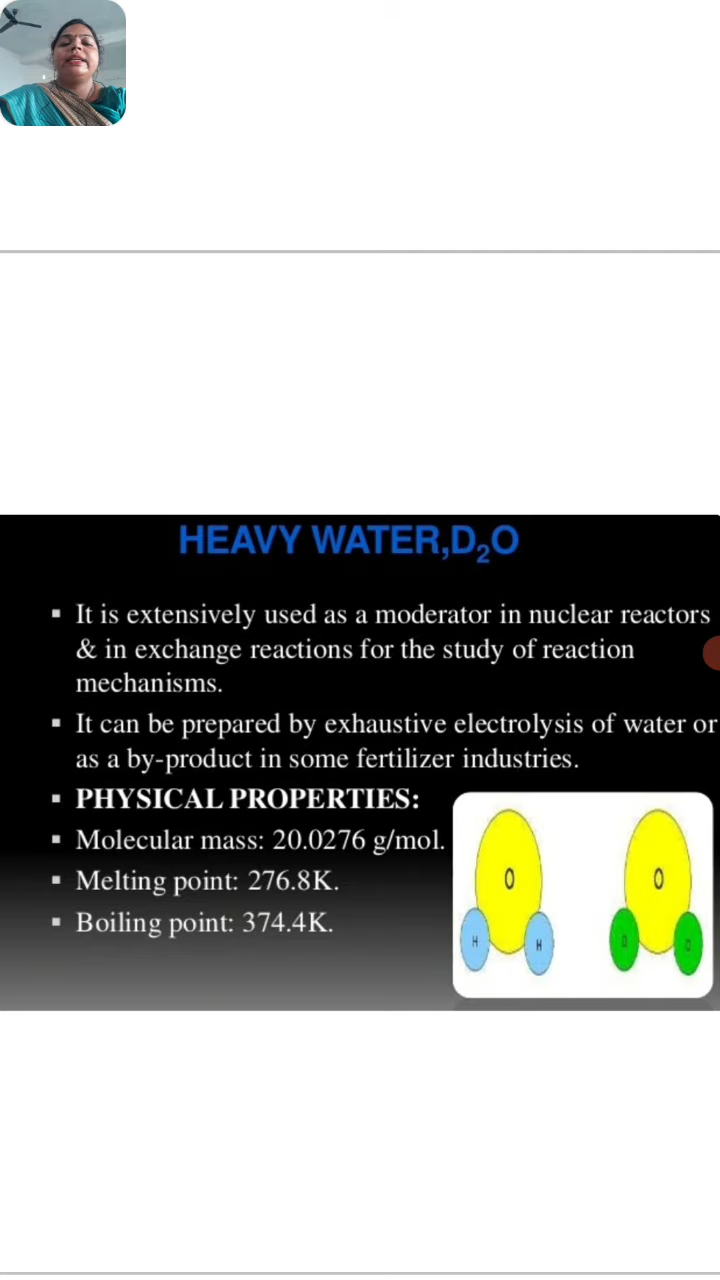 HEAVY WATER,D₂O
▪ It is extensively used as a moderator in nuclear reactors
& in exchange reactions for the study of reaction
mechanisms.
▪ It can be prepared by exhaustive electrolysis of water or
as a by-product in some fertilizer industries.
▪ PHYSICAL PROPERTIES:
▪ Molecular mass: 20.0276 g/mol.
▪ Melting point: 276.8K.
▪ Boiling point: 374.4K.
O O
H H D D